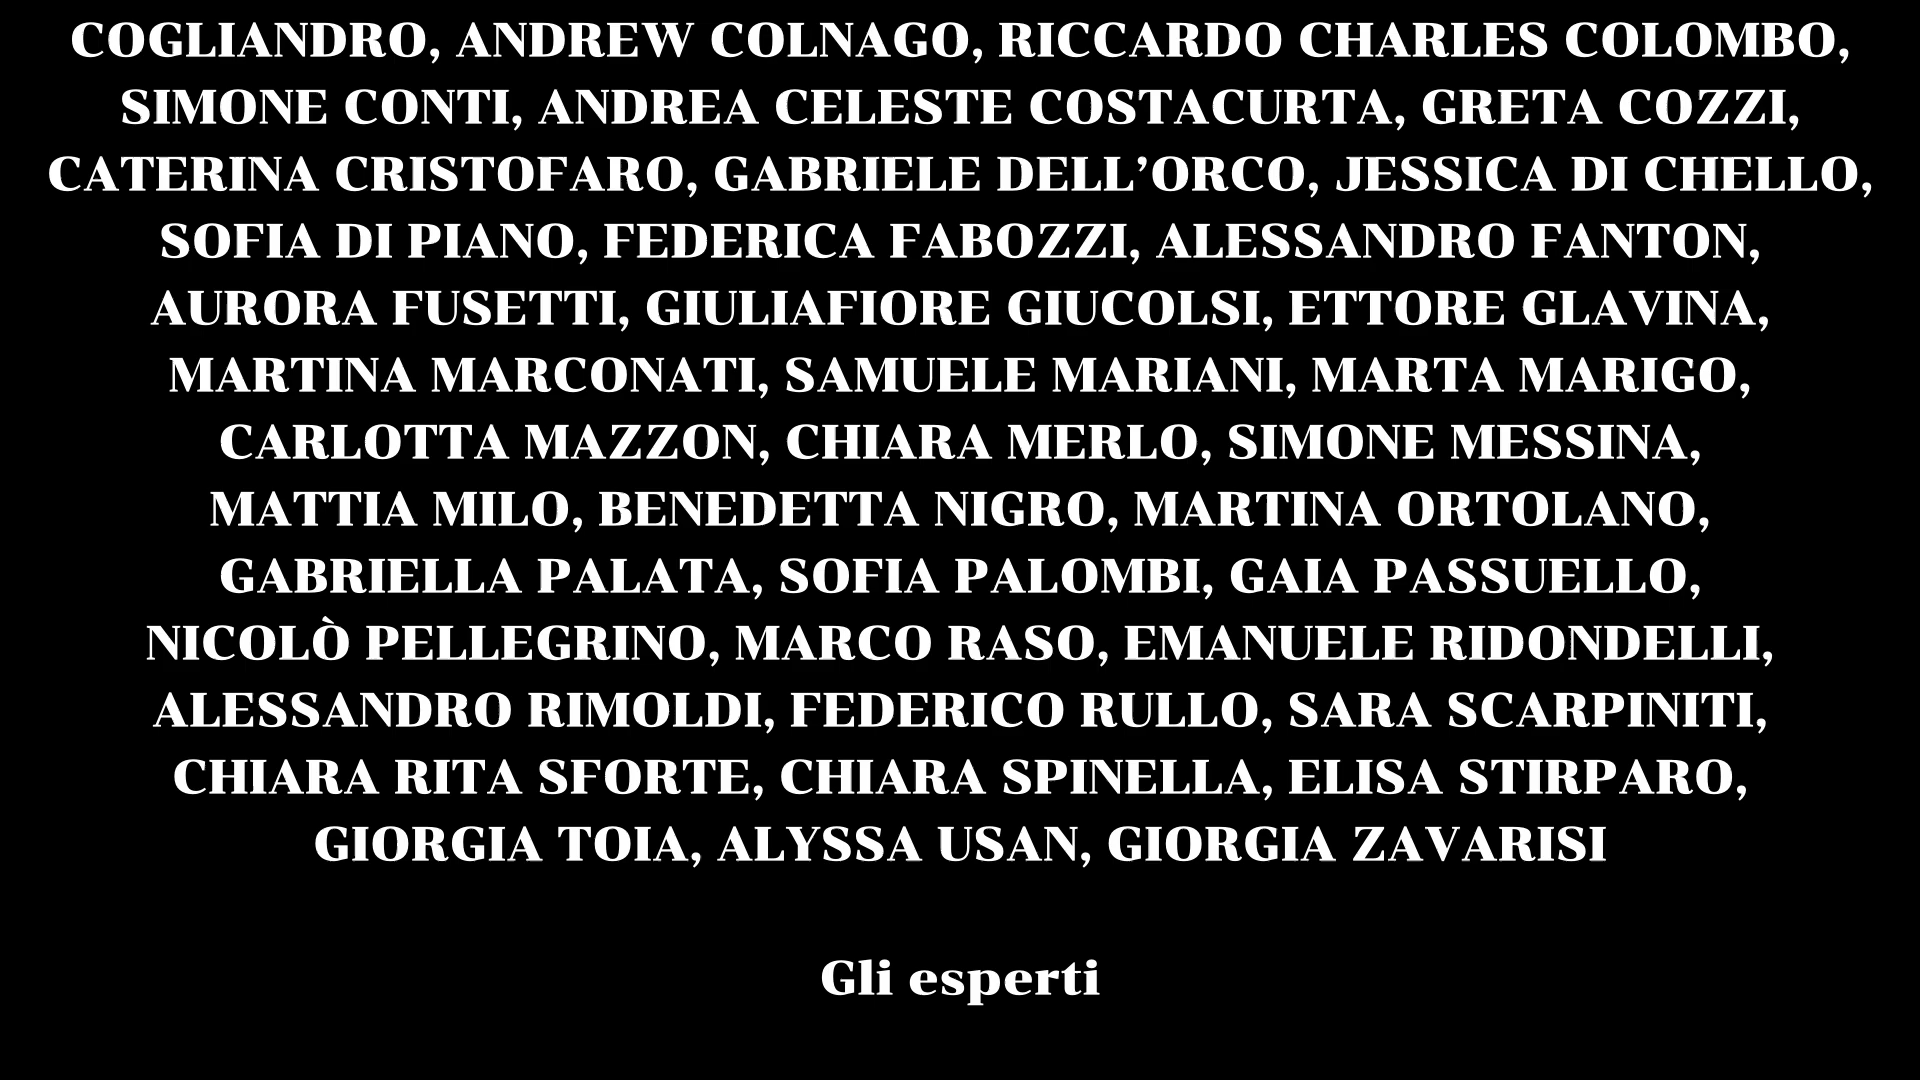 COGLIANDRO, ANDREW COLNAGO, RICCARDO CHARLES COLOMBO,
SIMONE CONTI, ANDREA CELESTE COSTACURTA, GRETA COZZI,
CATERINA CRISTOFARO, GABRIELE DELL’ORCO, JESSICA DI CHELLO,
SOFIA DI PIANO, FEDERICA FABOZZI, ALESSANDRO FANTON,
AURORA FUSETTI, GIULIAFIORE GIUCOLSI, ETTORE GLAVINA,
MARTINA MARCONATI, SAMUELE MARIANI, MARTA MARIGO,
CARLOTTA MAZZON, CHIARA MERLO, SIMONE MESSINA,
MATTIA MILO, BENEDETTA NIGRO, MARTINA ORTOLANO,
GABRIELLA PALATA, SOFIA PALOMBI, GAIA PASSUELLO,
NICOLÒ PELLEGRINO, MARCO RASO, EMANUELE RIDONDELLI,
ALESSANDRO RIMOLDI, FEDERICO RULLO, SARA SCARPINITI,
CHIARA RITA SFORTE, CHIARA SPINELLA, ELISA STIRPARO,
GIORGIA TOIA, ALYSSA USAN, GIORGIA ZAVARISI
Gli esperti